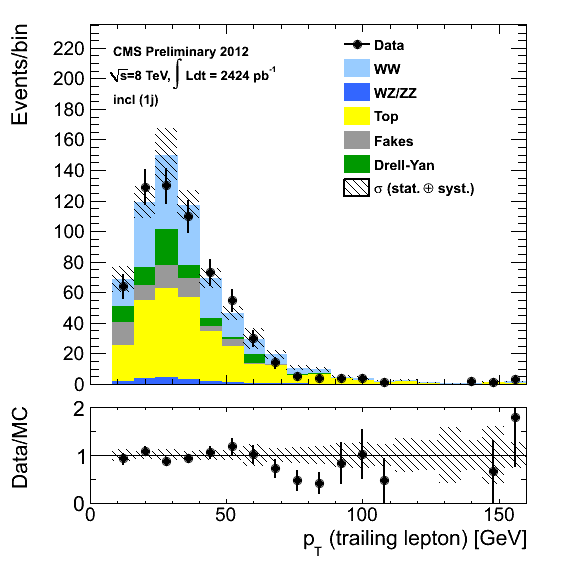 Events/bin
220
200
180
160
140
120
100
80
60
40
20
0
CMS Preliminary 2012
√s=8 TeV, ∫ Ldt = 2424 pb⁻¹
incl (1j)
Data
WW
WZ/ZZ
Top
Fakes
Drell-Yan
σ (stat. ⊕ syst.)
Data/MC
2
1
0
0
50
100
150
p_T (trailing lepton) [GeV]